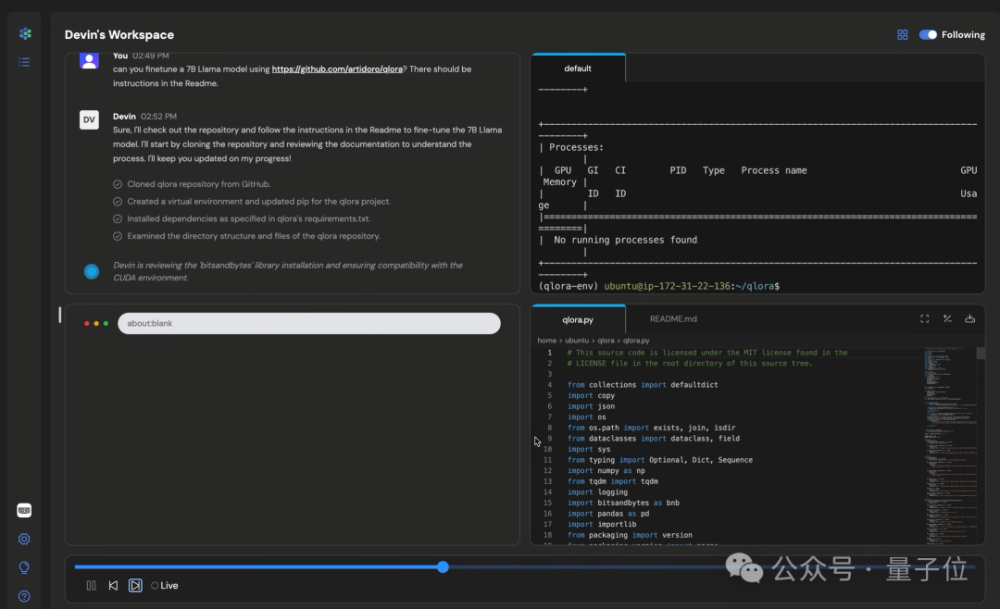 Devin's Workspace
Following
You 02:49 PM
can you finetune a 7B Llama model using https://github.com/artidoro/qlora? There should be
instructions in the Readme.
DV
Devin 02:52 PM
Sure, I'll check out the repository and follow the instructions in the Readme to fine-tune the 7B Llama
model. I'll start by cloning the repository and reviewing the documentation to understand the
process. I'll keep you updated on my progress!
Cloned qlora repository from GitHub.
Created a virtual environment and updated pip for the qlora project.
Installed dependencies as specified in qlora's requirements.txt.
Examined the directory structure and files of the qlora repository.
Devin is reviewing the 'bitsandbytes' library installation and ensuring compatibility with the
CUDA environment.
default
--------+
+-----------------------------------------------------------------------------
--------+
| Processes:
|
| GPU GI CI PID Type Process name GPU
Memory |
| ID ID Usa
ge |
|=============================================================================
========|
| No running processes found
|
+-----------------------------------------------------------------------------
--------+
(qlora-env) ubuntu@ip-172-31-22-136:~/qlora$
about:blank
qlora.py
README.md
home > ubuntu > qlora > qlora.py
1 # This source code is licensed under the MIT license found in the
2 # LICENSE file in the root directory of this source tree.
3
4 from collections import defaultdict
5 import copy
6 import json
7 import os
8 from os.path import exists, join, isdir
9 from dataclasses import dataclass, field
10 import sys
11 from typing import Optional, Dict, Sequence
12 import numpy as np
13 from tqdm import tqdm
14 import logging
15 import bitsandbytes as bnb
16 import pandas as pd
17 import importlib
18 from packaging import version
Live
公众号 · 量子位